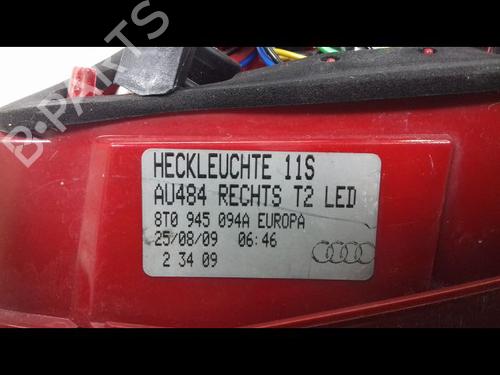 HECKLEUCHTE 11S
AU484 RECHTS T2 LED
8T0 945 094A EUROPA
25/08/09 06:46
2 34 09
B-PARTS